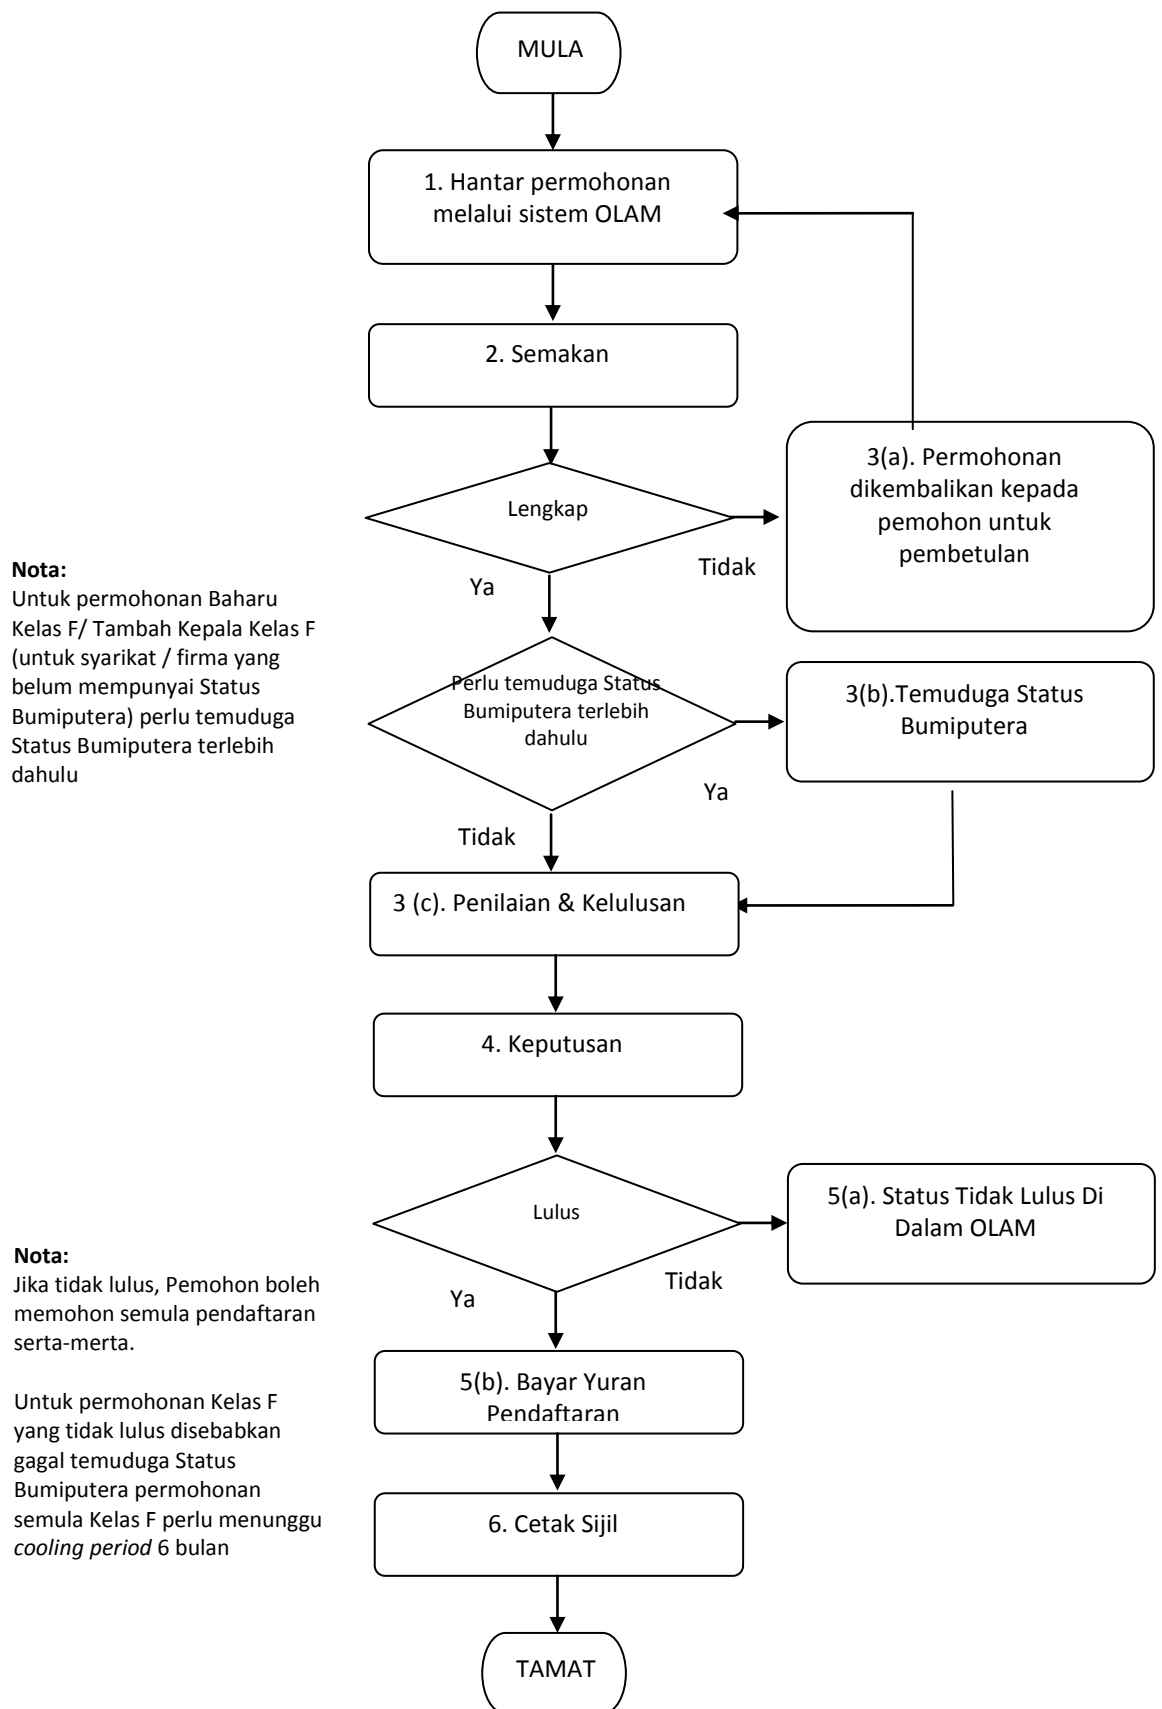 MULA
1. Hantar permohonan
melalui sistem OLAM
2. Semakan
Lengkap
3(a). Permohonan
dikembalikan kepada
pemohon untuk
pembetulan
Tidak
Ya
Nota:
Untuk permohonan Baharu
Kelas F/ Tambah Kepala Kelas F
(untuk syarikat / firma yang
belum mempunyai Status
Bumiputera) perlu temuduga
Status Bumiputera terlebih
dahulu
Perlu temuduga Status
Bumiputera terlebih
dahulu
3(b).Temuduga Status
Bumiputera
Ya
Tidak
3 (c). Penilaian & Kelulusan
4. Keputusan
Lulus
5(a). Status Tidak Lulus Di
Dalam OLAM
Tidak
Ya
Nota:
Jika tidak lulus, Pemohon boleh
memohon semula pendaftaran
serta-merta.
Untuk permohonan Kelas F
yang tidak lulus disebabkan
gagal temuduga Status
Bumiputera permohonan
semula Kelas F perlu menunggu
cooling period 6 bulan
5(b). Bayar Yuran
Pendaftaran
6. Cetak Sijil
TAMAT